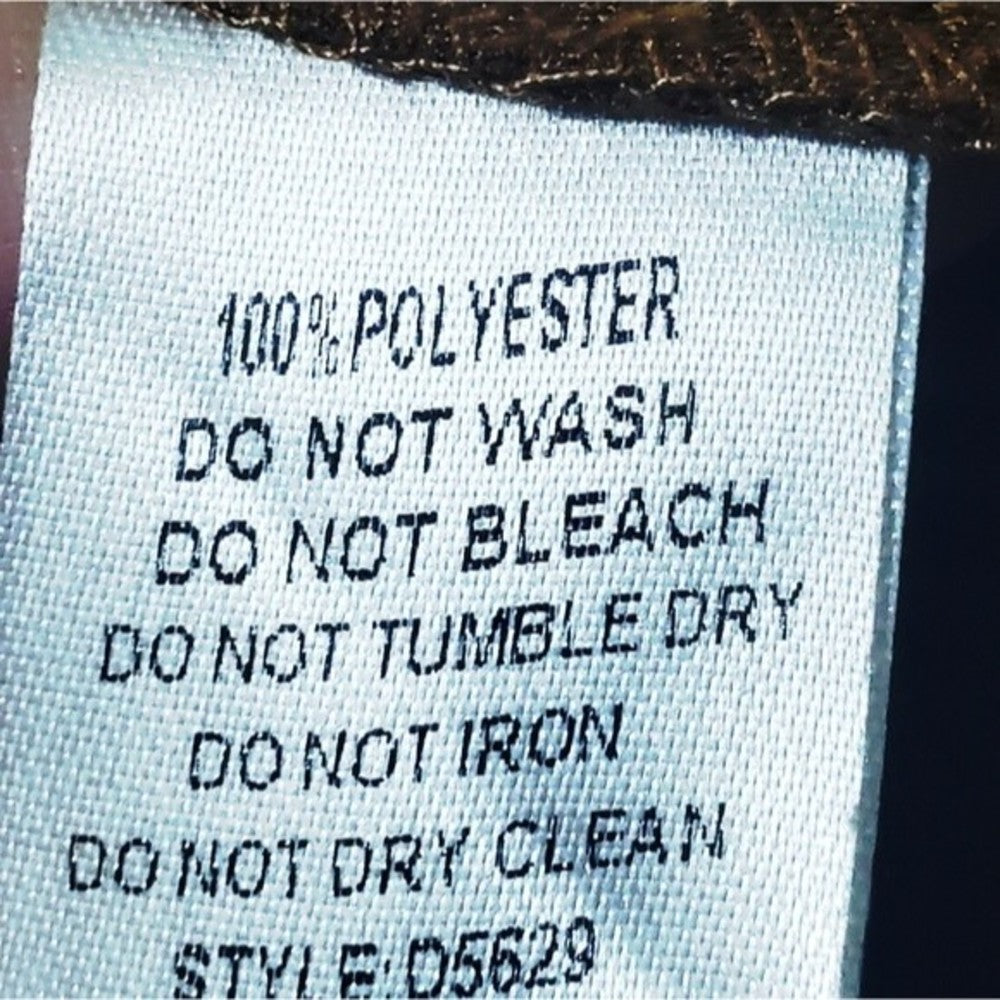 100% POLYESTER
DO NOT WASH
DO NOT BLEACH
DO NOT TUMBLE DRY
DO NOT IRON
DO NOT DRY CLEAN
STYLE:D5629